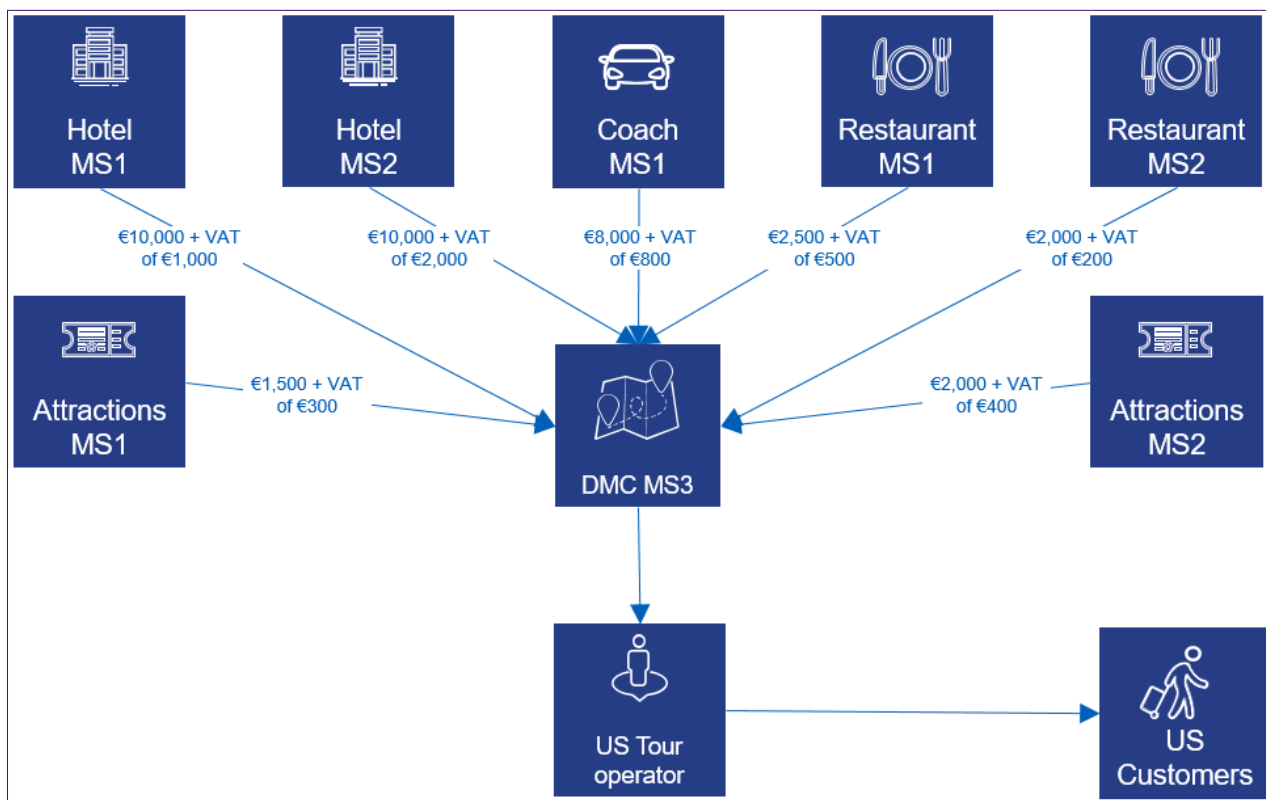 Hotel
MS1
Hotel
MS2
Coach
MS1
Restaurant
MS1
Restaurant
MS2
€10,000 + VAT
of €1,000
€10,000 + VAT
of €2,000
€8,000 + VAT
of €800
€2,500 + VAT
of €500
€2,000 + VAT
of €200
Attractions
MS1
€1,500 + VAT
of €300
DMC MS3
€2,000 + VAT
of €400
Attractions
MS2
US Tour
operator
US
Customers